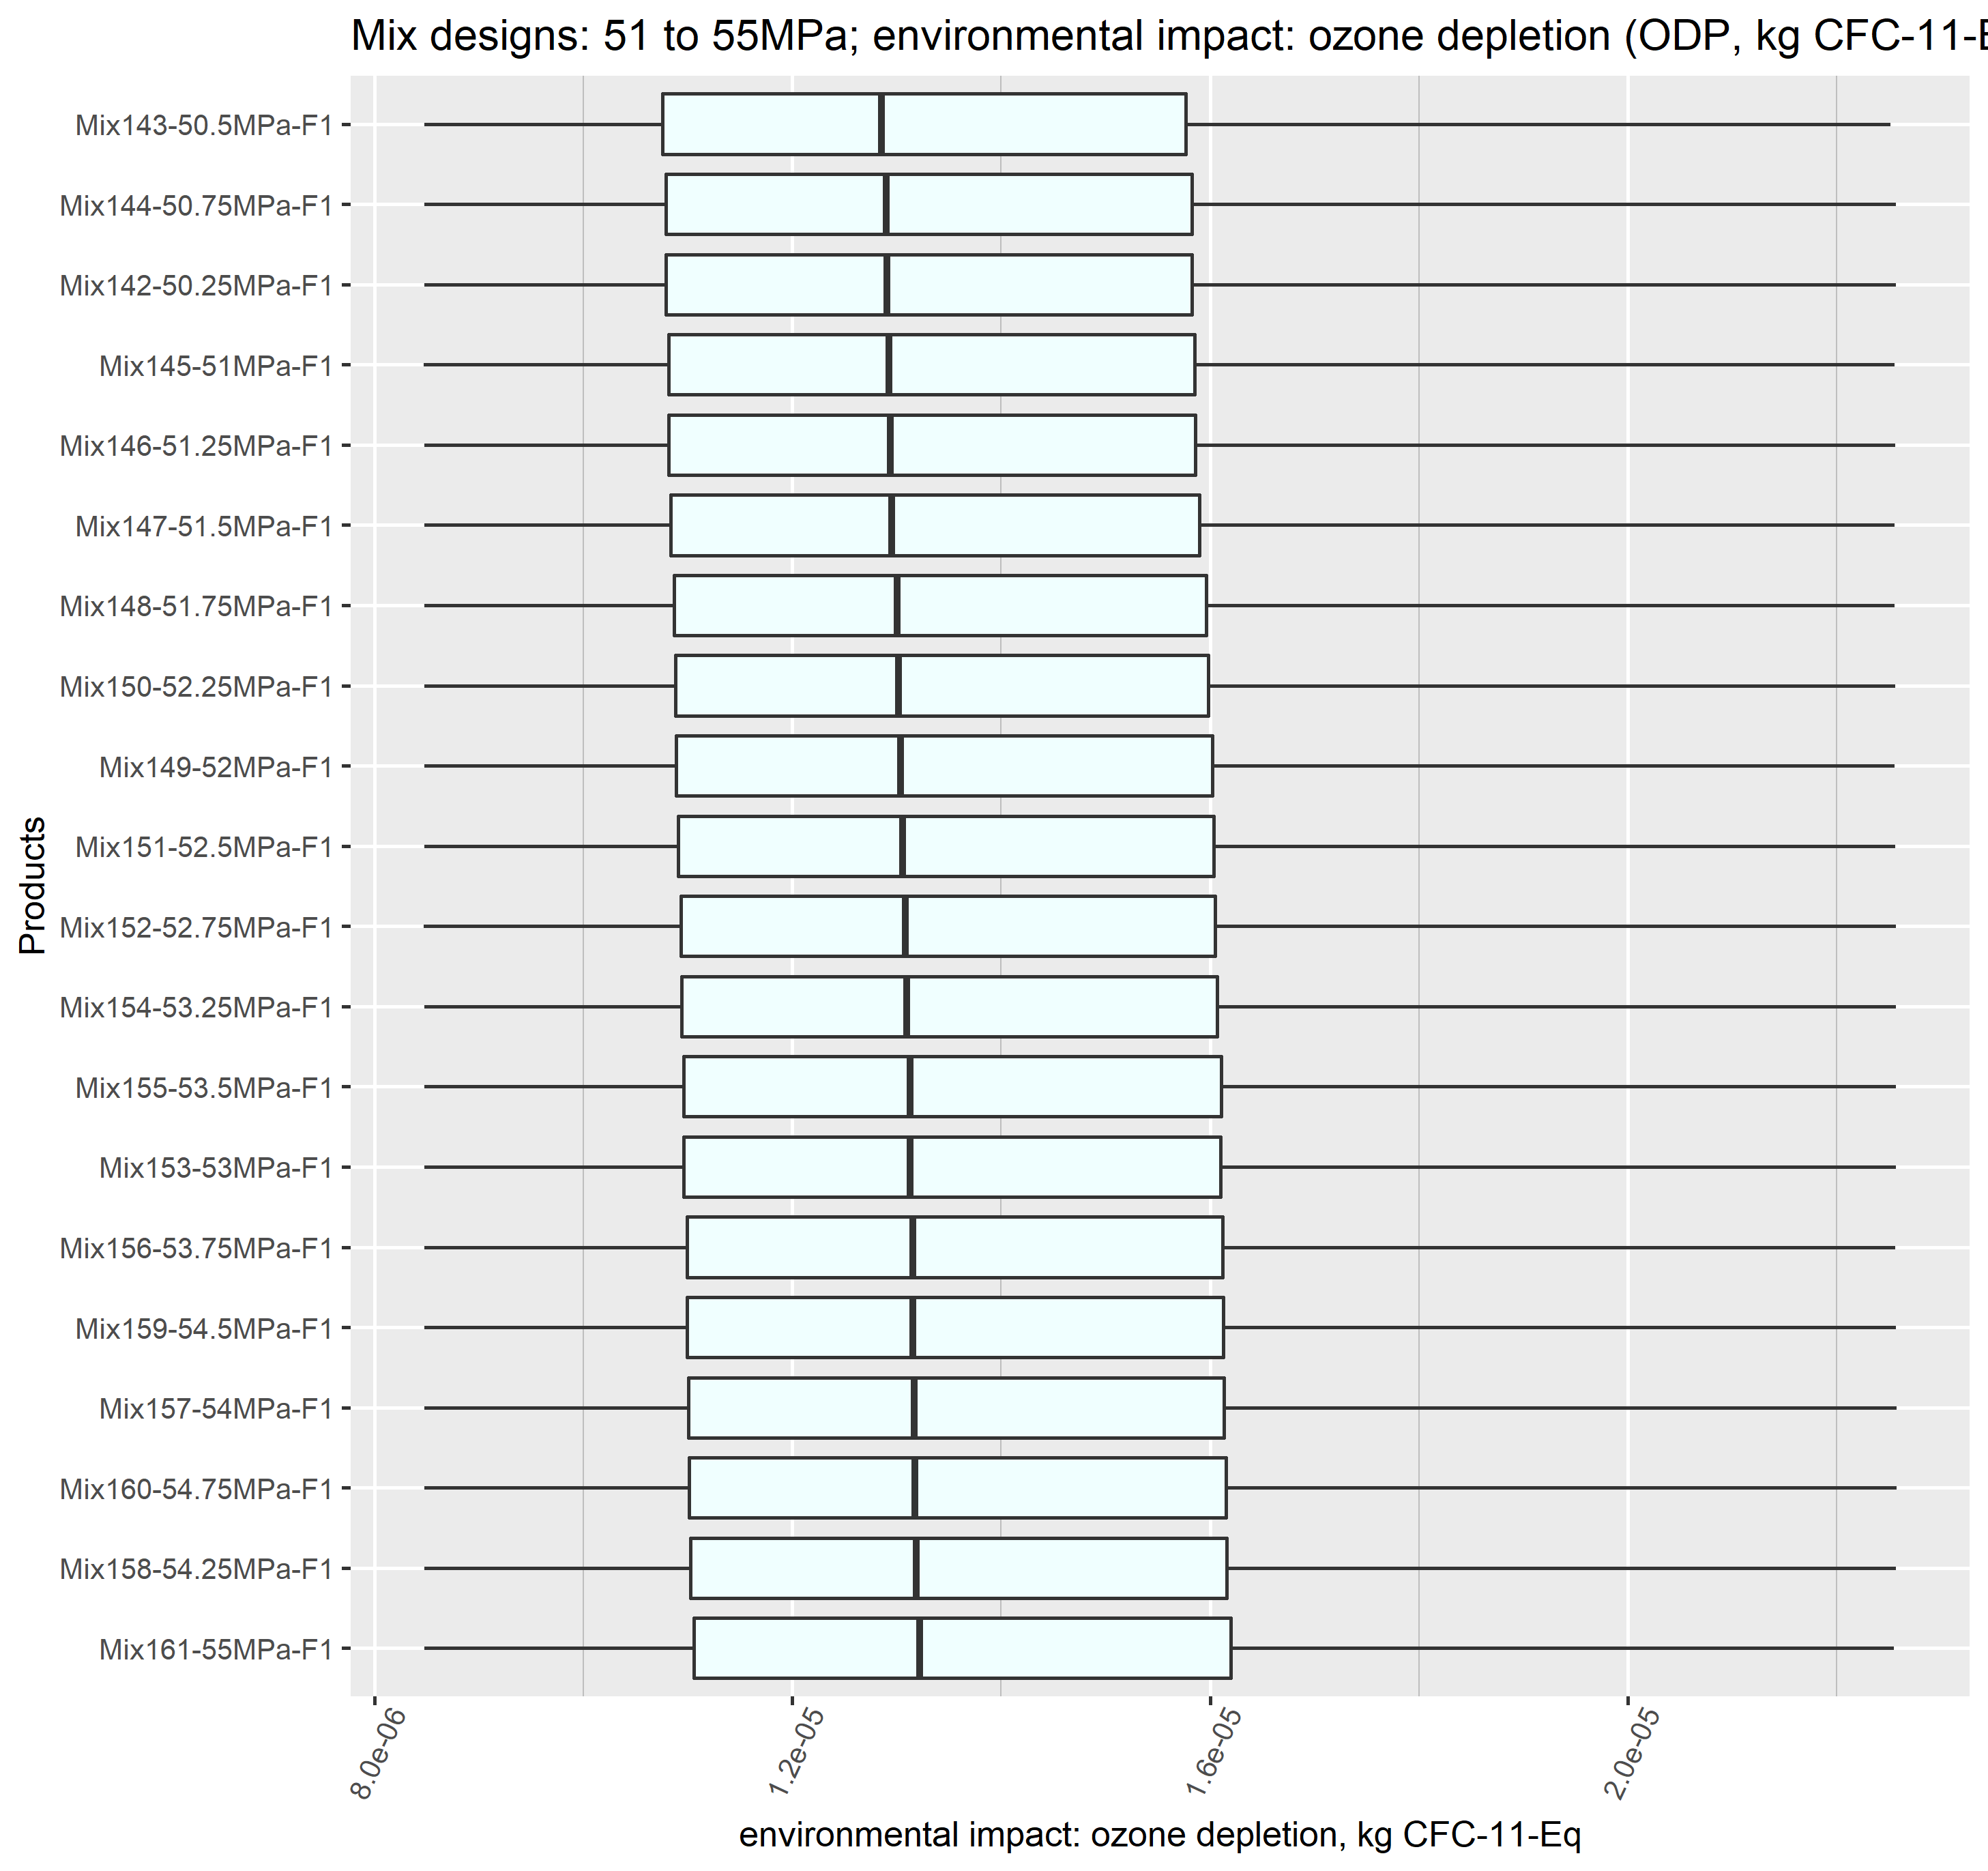 Mix designs: 51 to 55MPa; environmental impact: ozone depletion (ODP, kg CFC-11-E
Mix143-50.5MPa-F1
Mix144-50.75MPa-F1
Mix142-50.25MPa-F1
Mix145-51MPa-F1
Mix146-51.25MPa-F1
Mix147-51.5MPa-F1
Mix148-51.75MPa-F1
Mix150-52.25MPa-F1
Mix149-52MPa-F1
Mix151-52.5MPa-F1
Mix152-52.75MPa-F1
Mix154-53.25MPa-F1
Mix155-53.5MPa-F1
Mix153-53MPa-F1
Mix156-53.75MPa-F1
Mix159-54.5MPa-F1
Mix157-54MPa-F1
Mix160-54.75MPa-F1
Mix158-54.25MPa-F1
Mix161-55MPa-F1
Products
8.0e-06
1.2e-05
1.6e-05
2.0e-05
environmental impact: ozone depletion, kg CFC-11-Eq